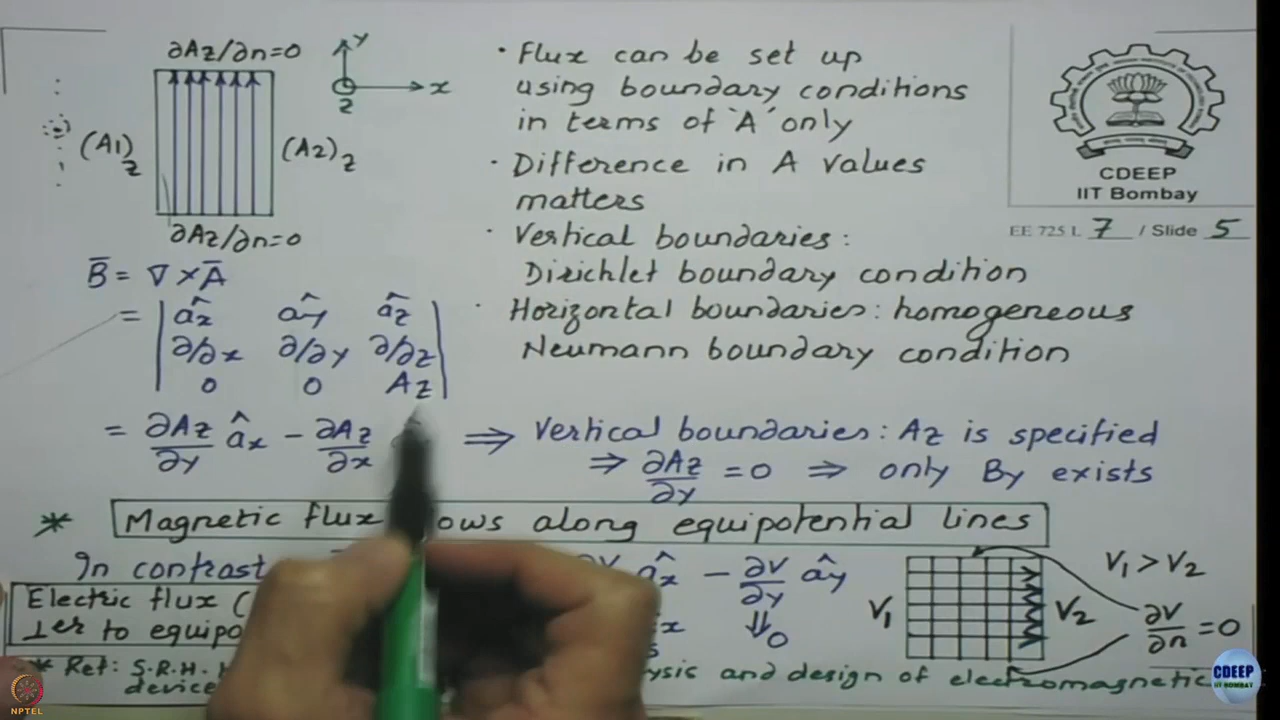 ∂Az/∂n=0
(A1)z
(A2)z
∂Az/∂n=0
Y
x
z
B̄ = ∇ × Ā
= | âx ây âz |
| ∂/∂x ∂/∂y ∂/∂z |
| 0 0 Az |
= ∂Az/∂y âx − ∂Az/∂x
• Flux can be set up
using boundary conditions
in terms of 'A' only
• Difference in A values
matters
• Vertical boundaries:
Dirichlet boundary condition
• Horizontal boundaries: homogeneous
Neumann boundary condition
⇒ Vertical boundaries: Az is specified
⇒ ∂Az/∂y = 0 ⇒ only By exists
CDEEP
IIT Bombay
EE 725 L 7 / Slide 5
* Magnetic flux along equipotential lines
In contrast
âx − ∂V/∂y ây
⇓ 0
Electric flux (
⊥er to
V1
V2
V1 > V2
∂V/∂n = 0
* Ref: S.R.H.
and design of electromagnetic
NPTEL
CDEEP
IIT BOMBAY